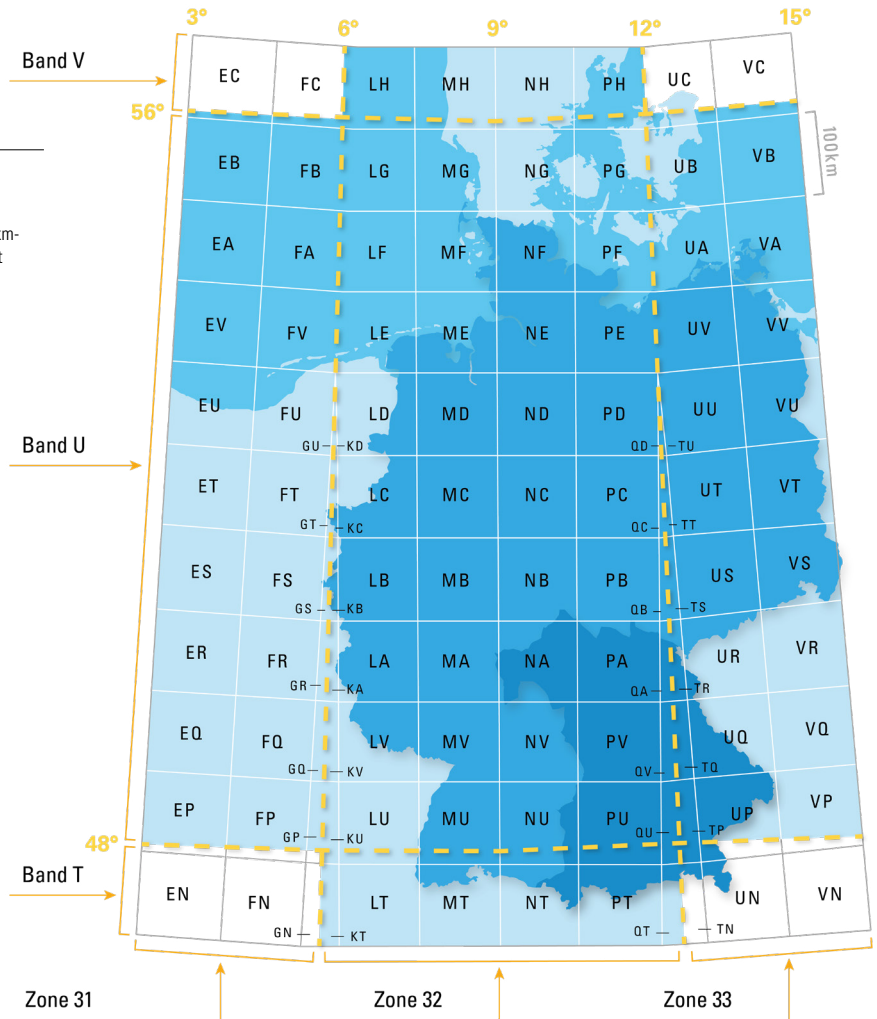 3° 6° 9° 12° 15°
Band V
EC FC LH MH NH PH UC VC
56°
100km
EB FB LG MG NG PG UB VB
km-
t
EA FA LF MF NF PF UA VA
EV FV LE ME NE PE UV VV
EU FU LD MD ND PD UU VU
Band U
GU KD QD TU
ET FT LC MC NC PC UT VT
GT KC QC TT
ES FS LB MB NB PB US VS
GS KB QB TS
ER FR LA MA NA PA UR VR
GR KA QA TR
EQ FQ LV MV NV PV UQ VQ
GQ KV QV TQ
EP FP LU MU NU PU UP VP
GP KU QU TP
48°
Band T
EN FN LT MT NT PT UN VN
GN KT QT TN
Zone 31 Zone 32 Zone 33